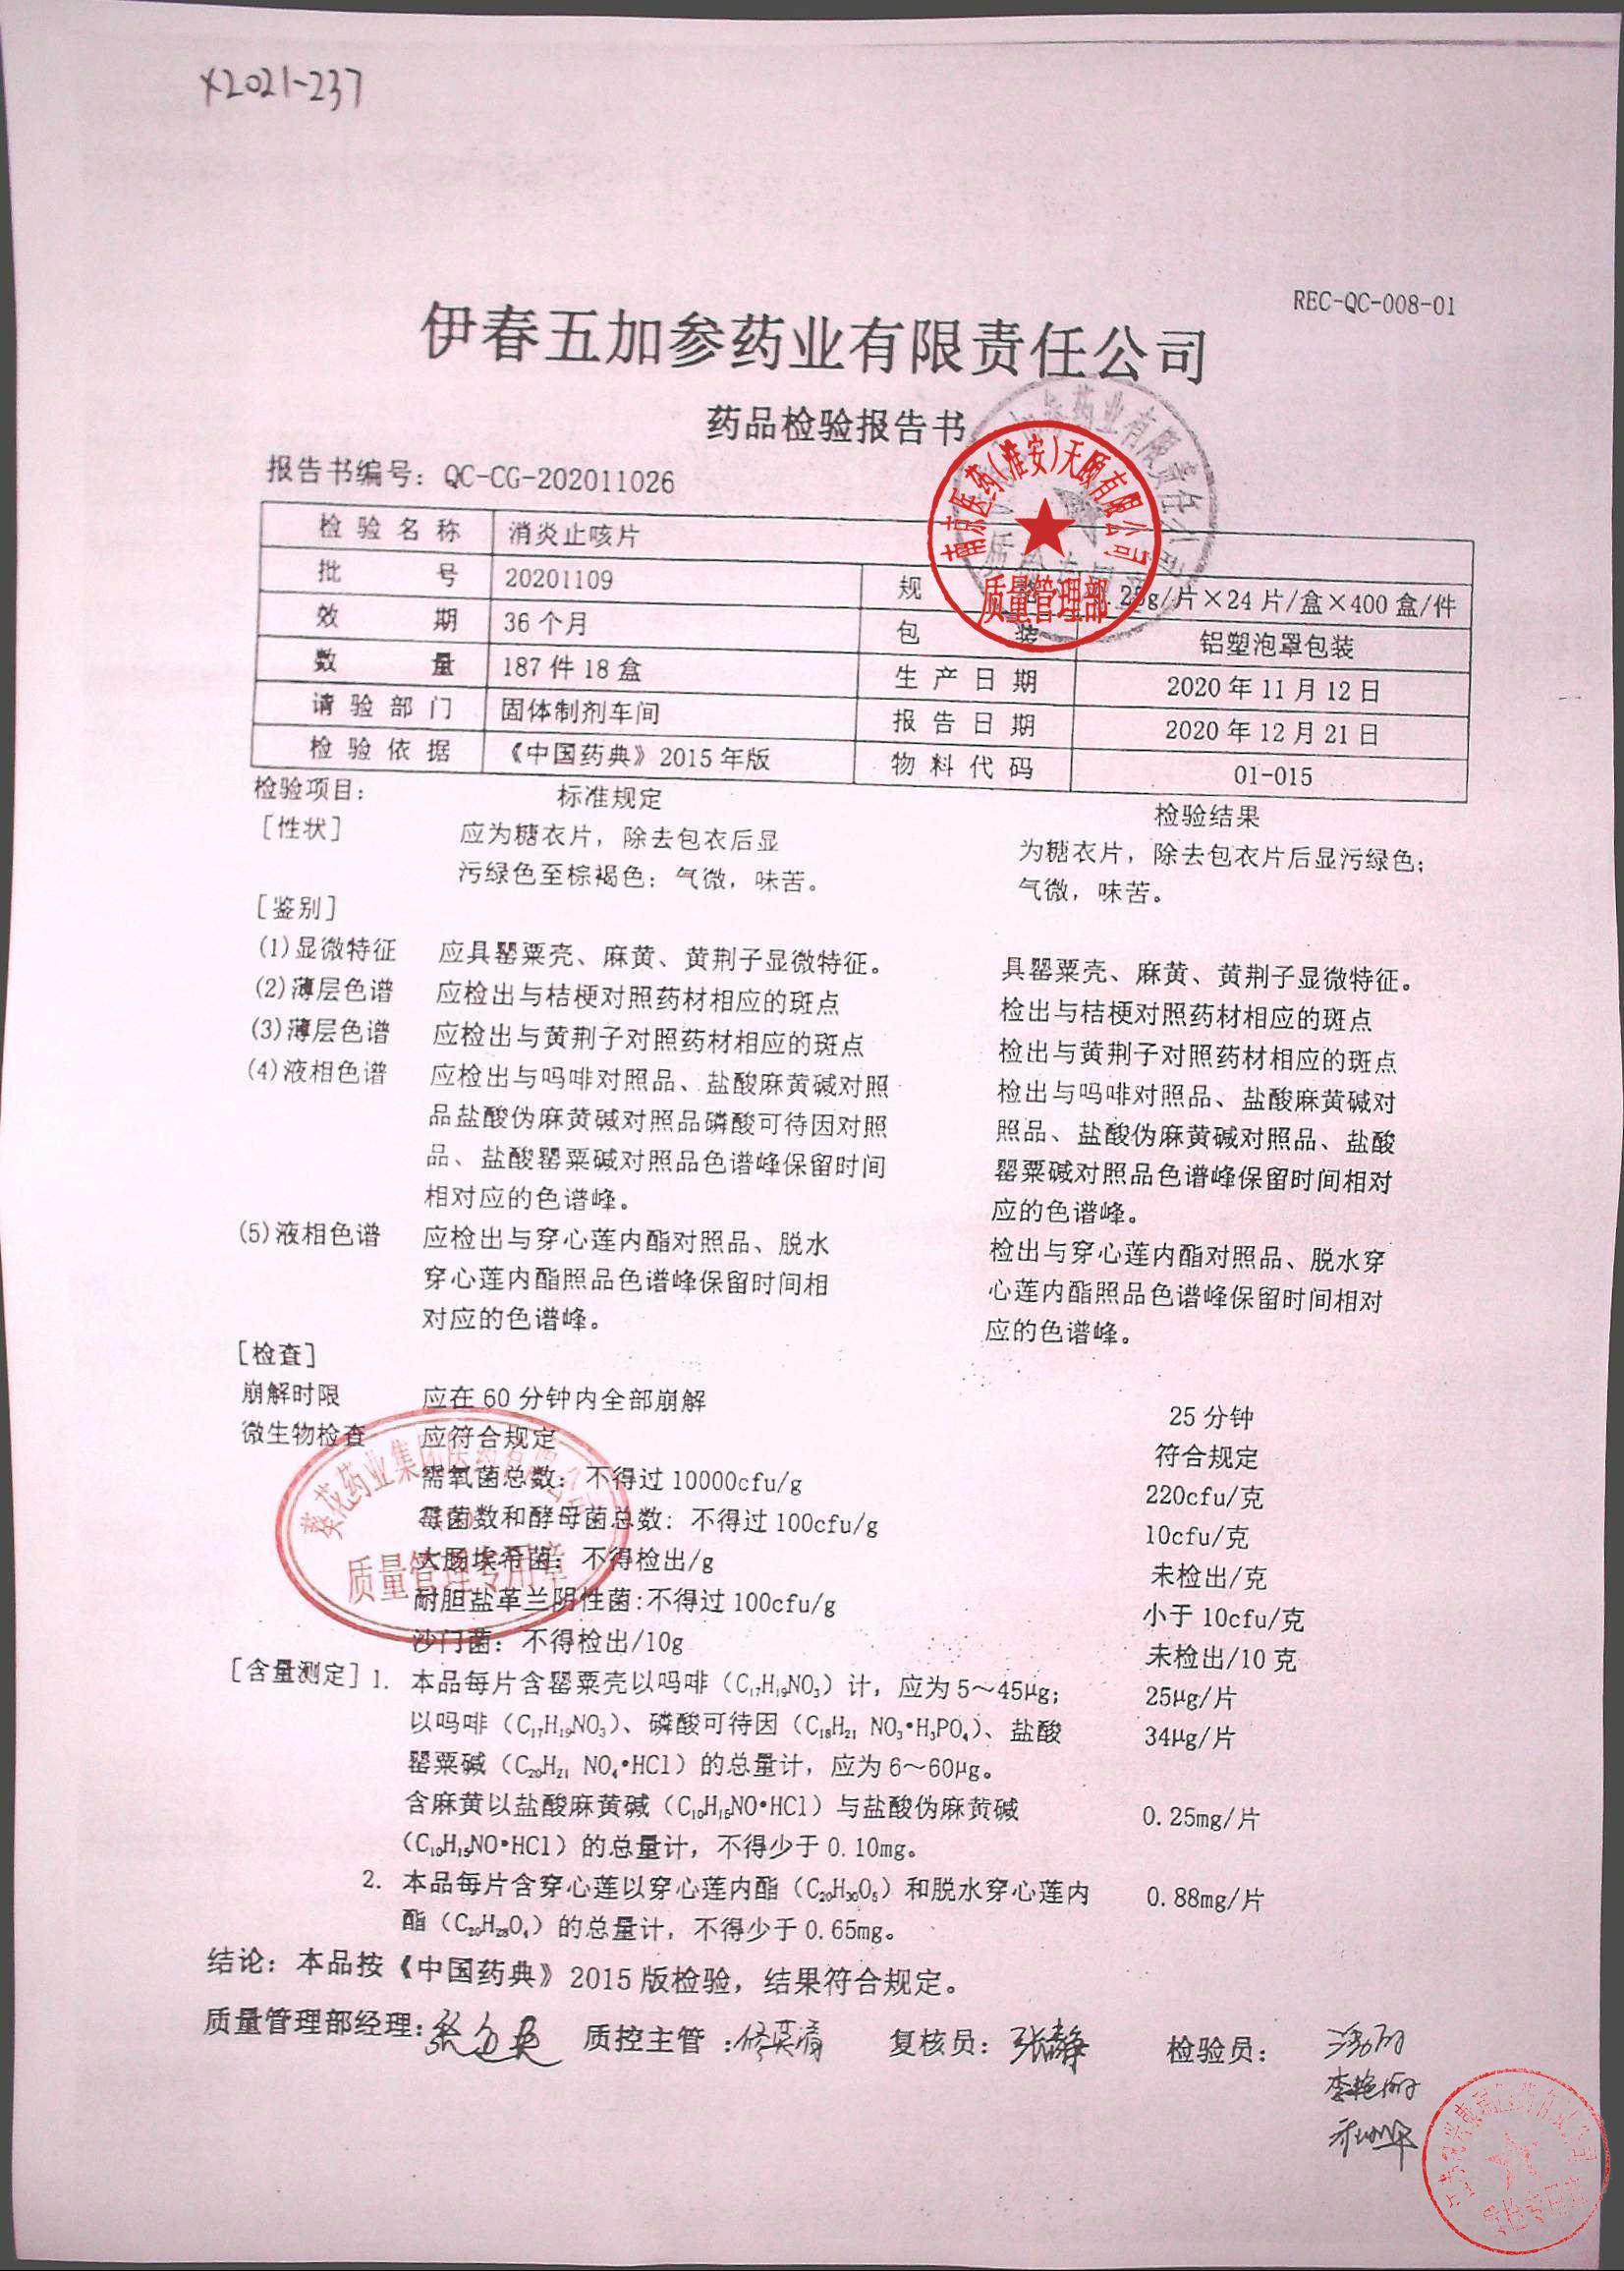 X2021-237
REC-QC-008-01
伊春五加参药业有限责任公司
药品检验报告书
报告书编号：QC-CG-202011026
检验名称 消炎止咳片
批号 20201109 规 .25g/片×24片/盒×400盒/件
效期 36个月 包装 铝塑泡罩包装
数量 187件18盒 生产日期 2020年11月12日
请验部门 固体制剂车间 报告日期 2020年12月21日
检验依据 《中国药典》2015年版 物料代码 01-015
南京医药(淮安)天颐有限公司
质量管理部
检验项目： 标准规定 检验结果
[性状] 应为糖衣片，除去包衣后显 为糖衣片，除去包衣片后显污绿色；
污绿色至棕褐色；气微，味苦。 气微，味苦。
[鉴别]
(1)显微特征 应具罂粟壳、麻黄、黄荆子显微特征。 具罂粟壳、麻黄、黄荆子显微特征。
(2)薄层色谱 应检出与桔梗对照药材相应的斑点 检出与桔梗对照药材相应的斑点
(3)薄层色谱 应检出与黄荆子对照药材相应的斑点 检出与黄荆子对照药材相应的斑点
(4)液相色谱 应检出与吗啡对照品、盐酸麻黄碱对照 检出与吗啡对照品、盐酸麻黄碱对
品盐酸伪麻黄碱对照品磷酸可待因对照 照品、盐酸伪麻黄碱对照品、盐酸
品、盐酸罂粟碱对照品色谱峰保留时间 罂粟碱对照品色谱峰保留时间相对
相对应的色谱峰。 应的色谱峰。
(5)液相色谱 应检出与穿心莲内酯对照品、脱水 检出与穿心莲内酯对照品、脱水穿
穿心莲内酯照品色谱峰保留时间相 心莲内酯照品色谱峰保留时间相对
对应的色谱峰。 应的色谱峰。
[检查]
崩解时限 应在60分钟内全部崩解 25分钟
微生物检查 应符合规定 符合规定
需氧菌总数：不得过10000cfu/g 220cfu/克
霉菌数和酵母菌总数：不得过100cfu/g 10cfu/克
大肠埃希菌：不得检出/g 未检出/克
耐胆盐革兰阴性菌:不得过100cfu/g 小于10cfu/克
沙门菌：不得检出/10g 未检出/10克
葵花药业集团医药有限公司
质量管理专用章
[含量测定]1. 本品每片含罂粟壳以吗啡（C₁₇H₁₉NO₃）计，应为5～45μg； 25μg/片
以吗啡（C₁₇H₁₉NO₃）、磷酸可待因（C₁₈H₂₁ NO₃•H₃PO₄）、盐酸 34μg/片
罂粟碱（C₂₀H₂₁ NO₄•HCl）的总量计，应为6～60μg。
含麻黄以盐酸麻黄碱（C₁₀H₁₅NO•HCl）与盐酸伪麻黄碱 0.25mg/片
（C₁₀H₁₅NO•HCl）的总量计，不得少于0.10mg。
2. 本品每片含穿心莲以穿心莲内酯（C₂₀H₃₀O₅）和脱水穿心莲内 0.88mg/片
酯（C₂₀H₂₈O₄）的总量计，不得少于0.65mg。
结论：本品按《中国药典》2015版检验，结果符合规定。
质量管理部经理： 质控主管： 复核员：张静 检验员：